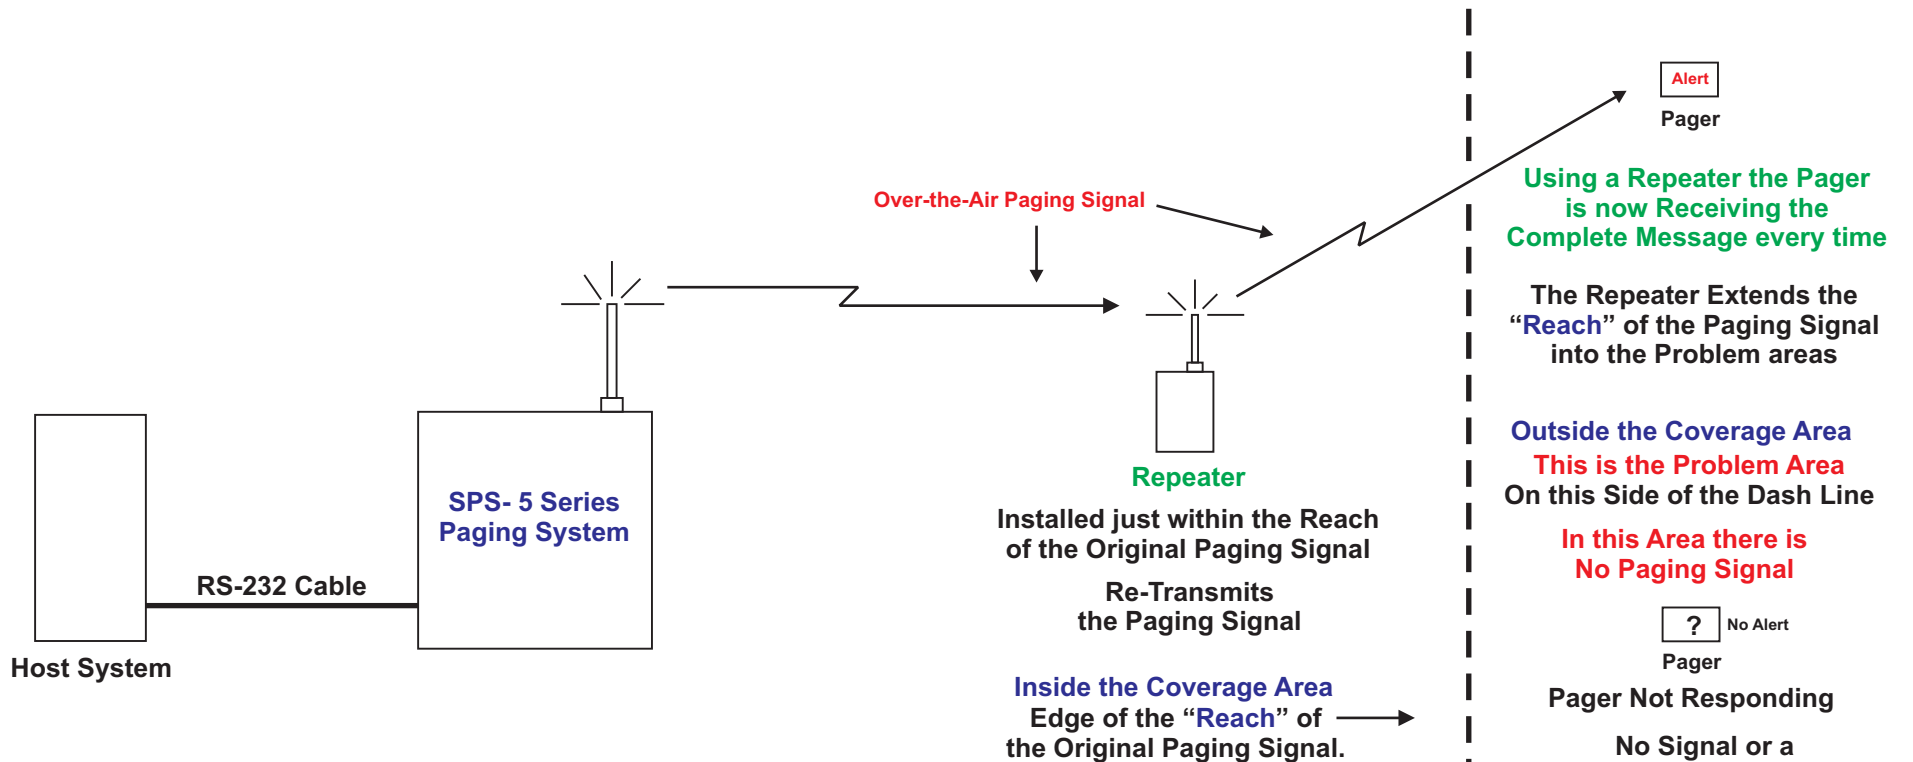 Alert
Pager
Using a Repeater the Pager
is now Receiving the
Complete Message every time
Over-the-Air Paging Signal
The Repeater Extends the
“Reach” of the Paging Signal
into the Problem areas
Outside the Coverage Area
This is the Problem Area
On this Side of the Dash Line
In this Area there is
No Paging Signal
? No Alert
Pager
Pager Not Responding
No Signal or a
SPS- 5 Series
Paging System
RS-232 Cable
Host System
Repeater
Installed just within the Reach
of the Original Paging Signal
Re-Transmits
the Paging Signal
Inside the Coverage Area
Edge of the “Reach” of
the Original Paging Signal.